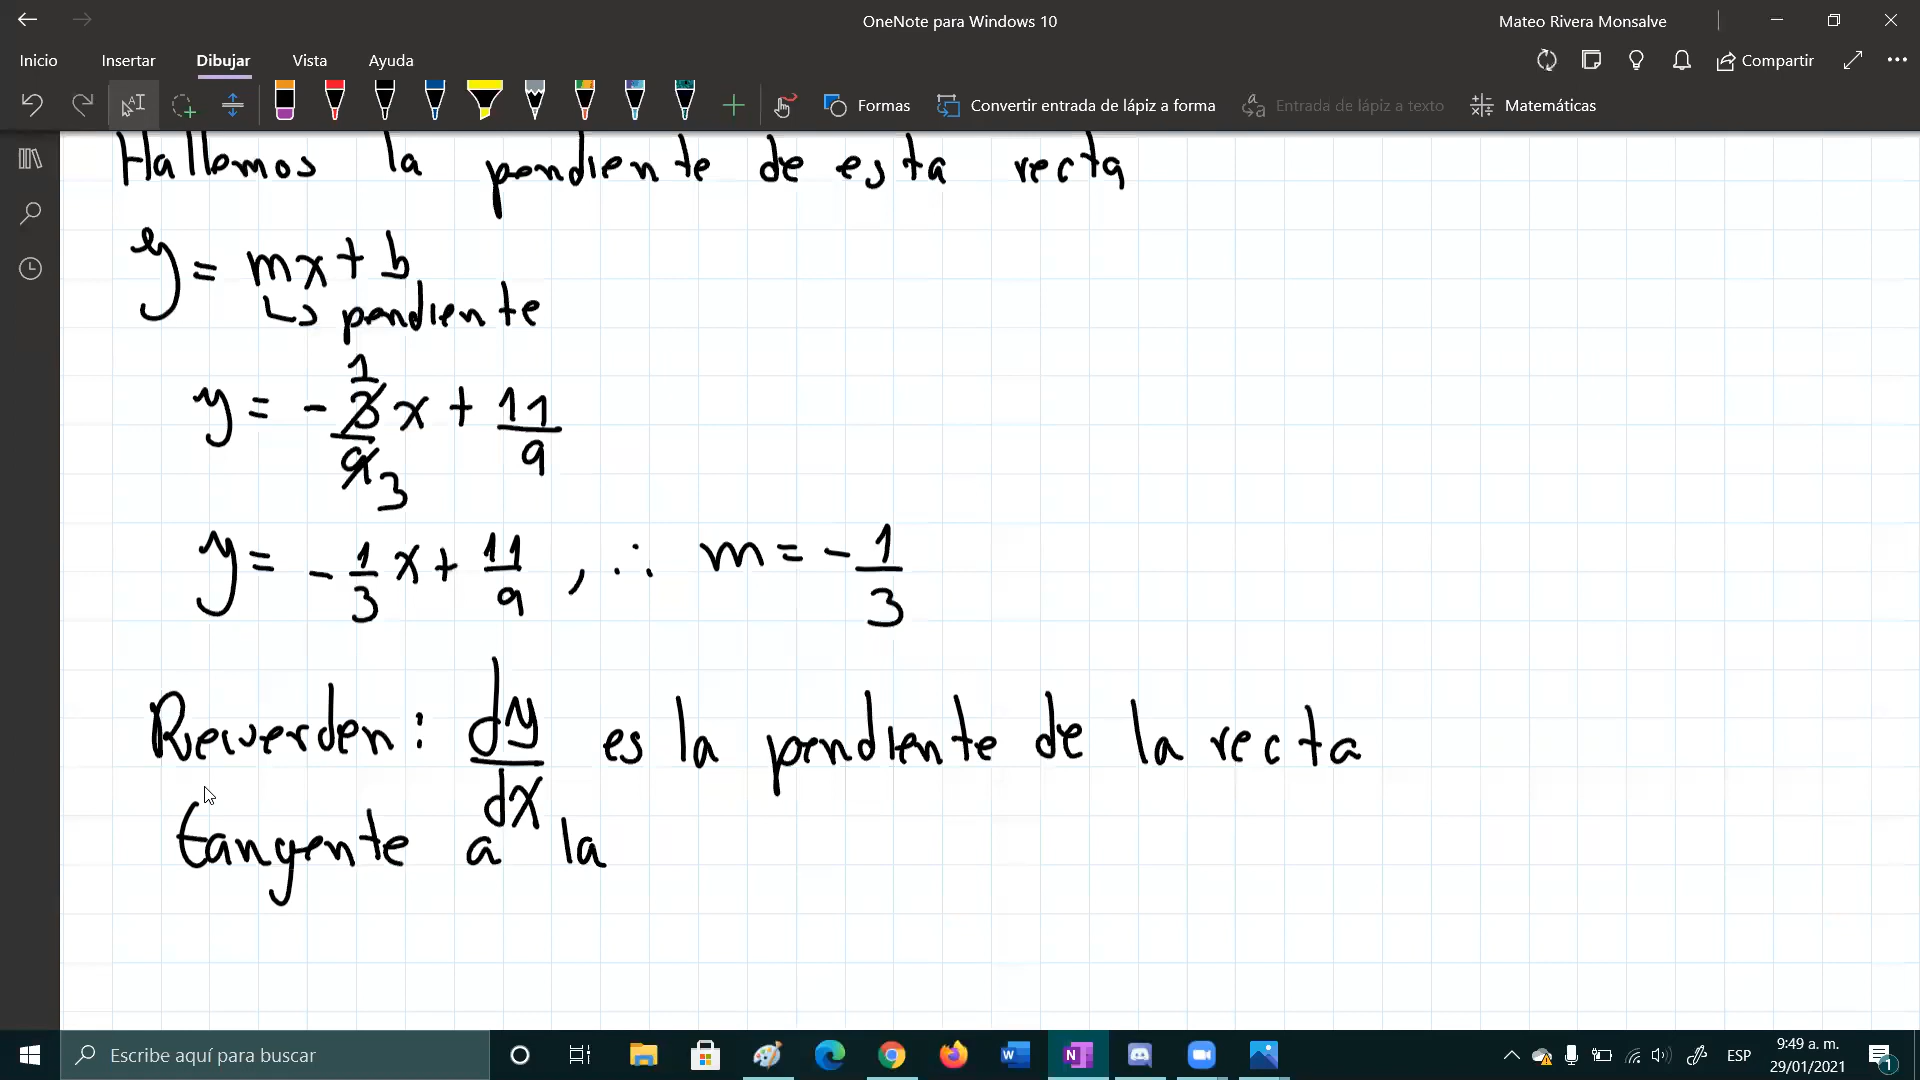 OneNote para Windows 10
Mateo Rivera Monsalve
Inicio Insertar Dibujar Vista Ayuda
Compartir
Formas Convertir entrada de lápiz a forma Entrada de lápiz a texto Matemáticas
Hallemos la pendiente de esta recta
y = mx + b
↳ pendiente
y = - 3/9 x + 11/9
1
3
y = - 1/3 x + 11/9 , ∴ m = - 1/3
Recuerden: dy/dx es la pendiente de la recta
tangente a la
Escribe aquí para buscar
ESP
9:49 a. m.
29/01/2021
1